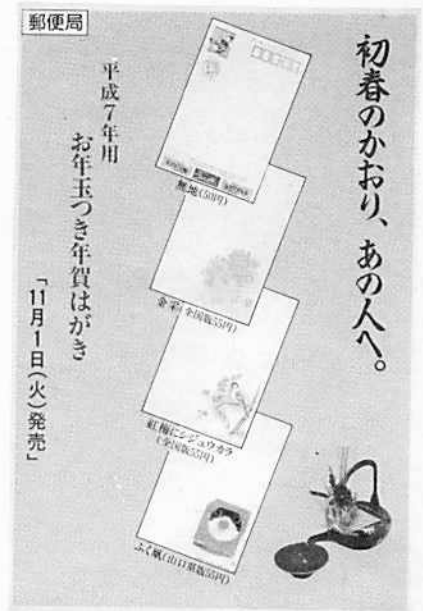 郵便局
初春のかおり、あの人へ。
平成7年用
お年玉つき年賀はがき
「11月1日(火)発売」
無地(50円)
金彩(全国版55円)
紅梅にシジュウカラ
(全国版55円)
ふく凧(山口県版55円)